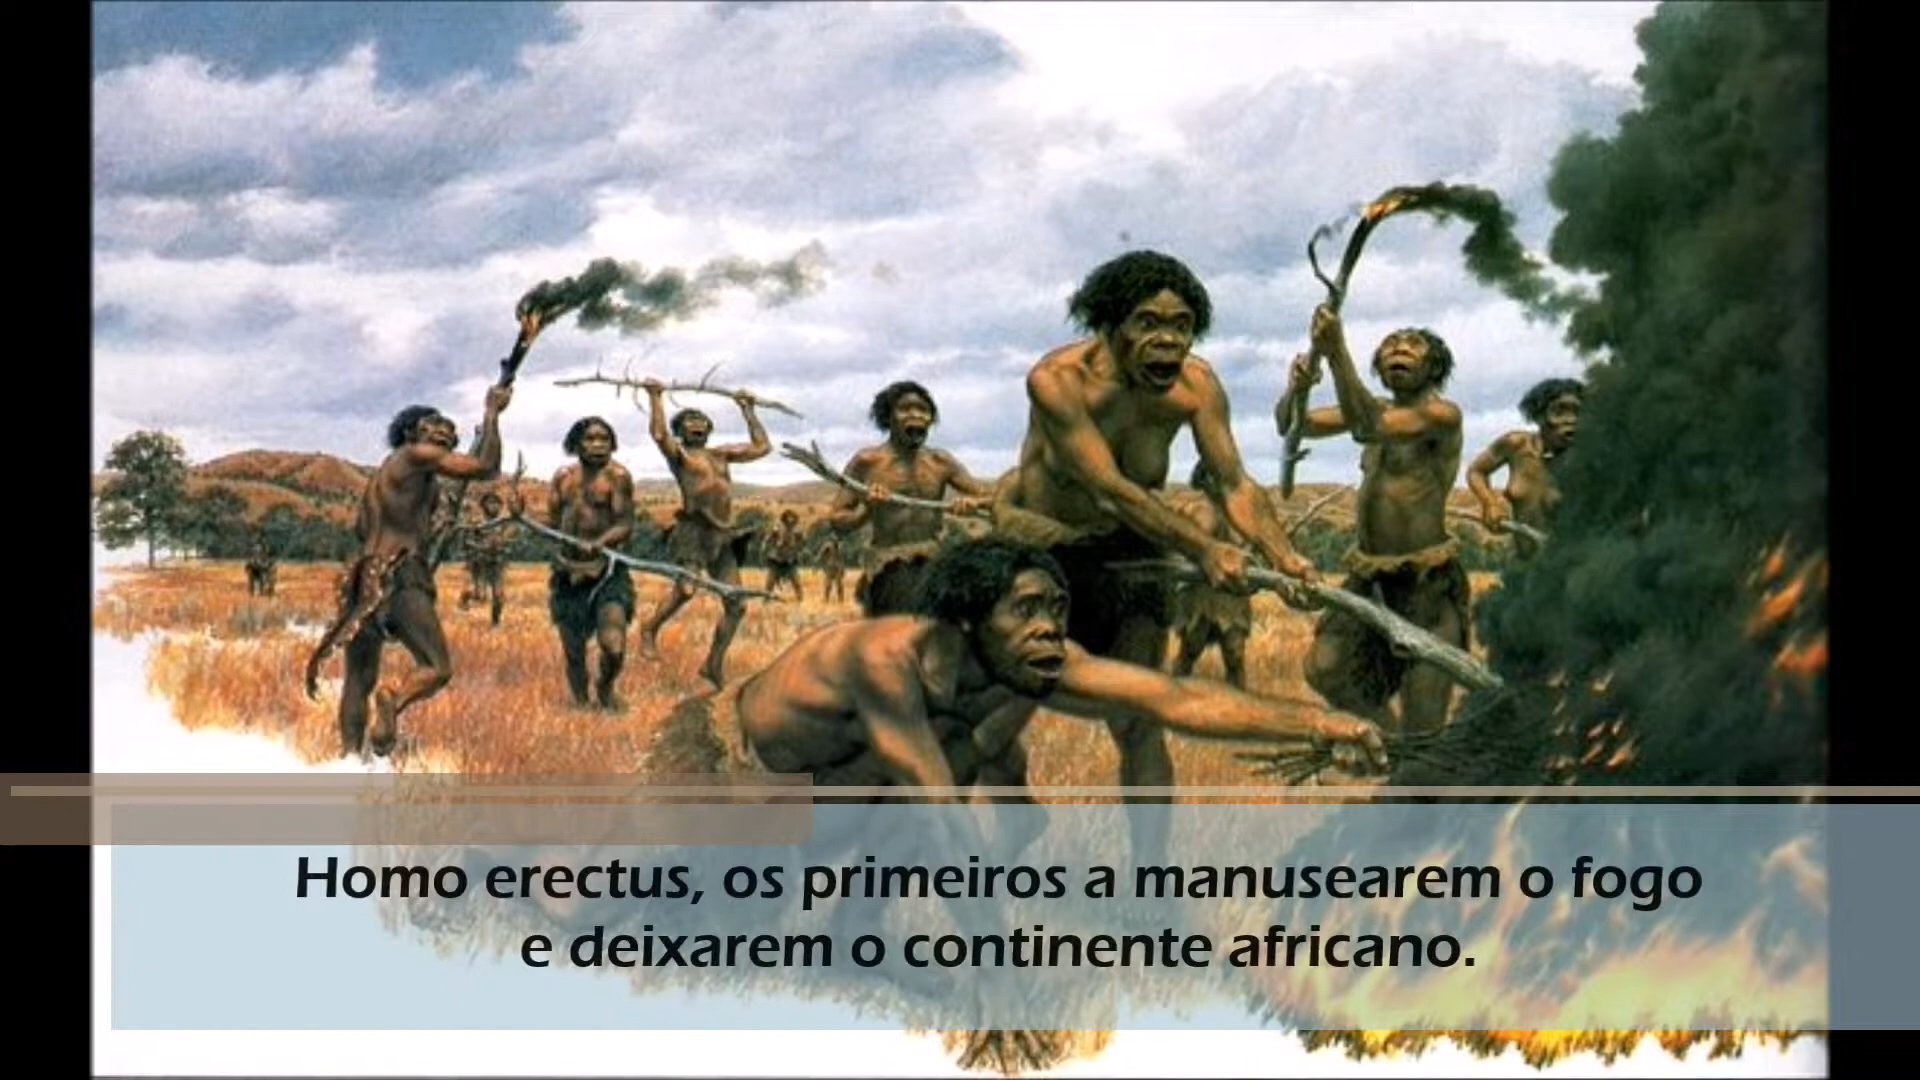 Homo erectus, os primeiros a manusearem o fogo
e deixarem o continente africano.